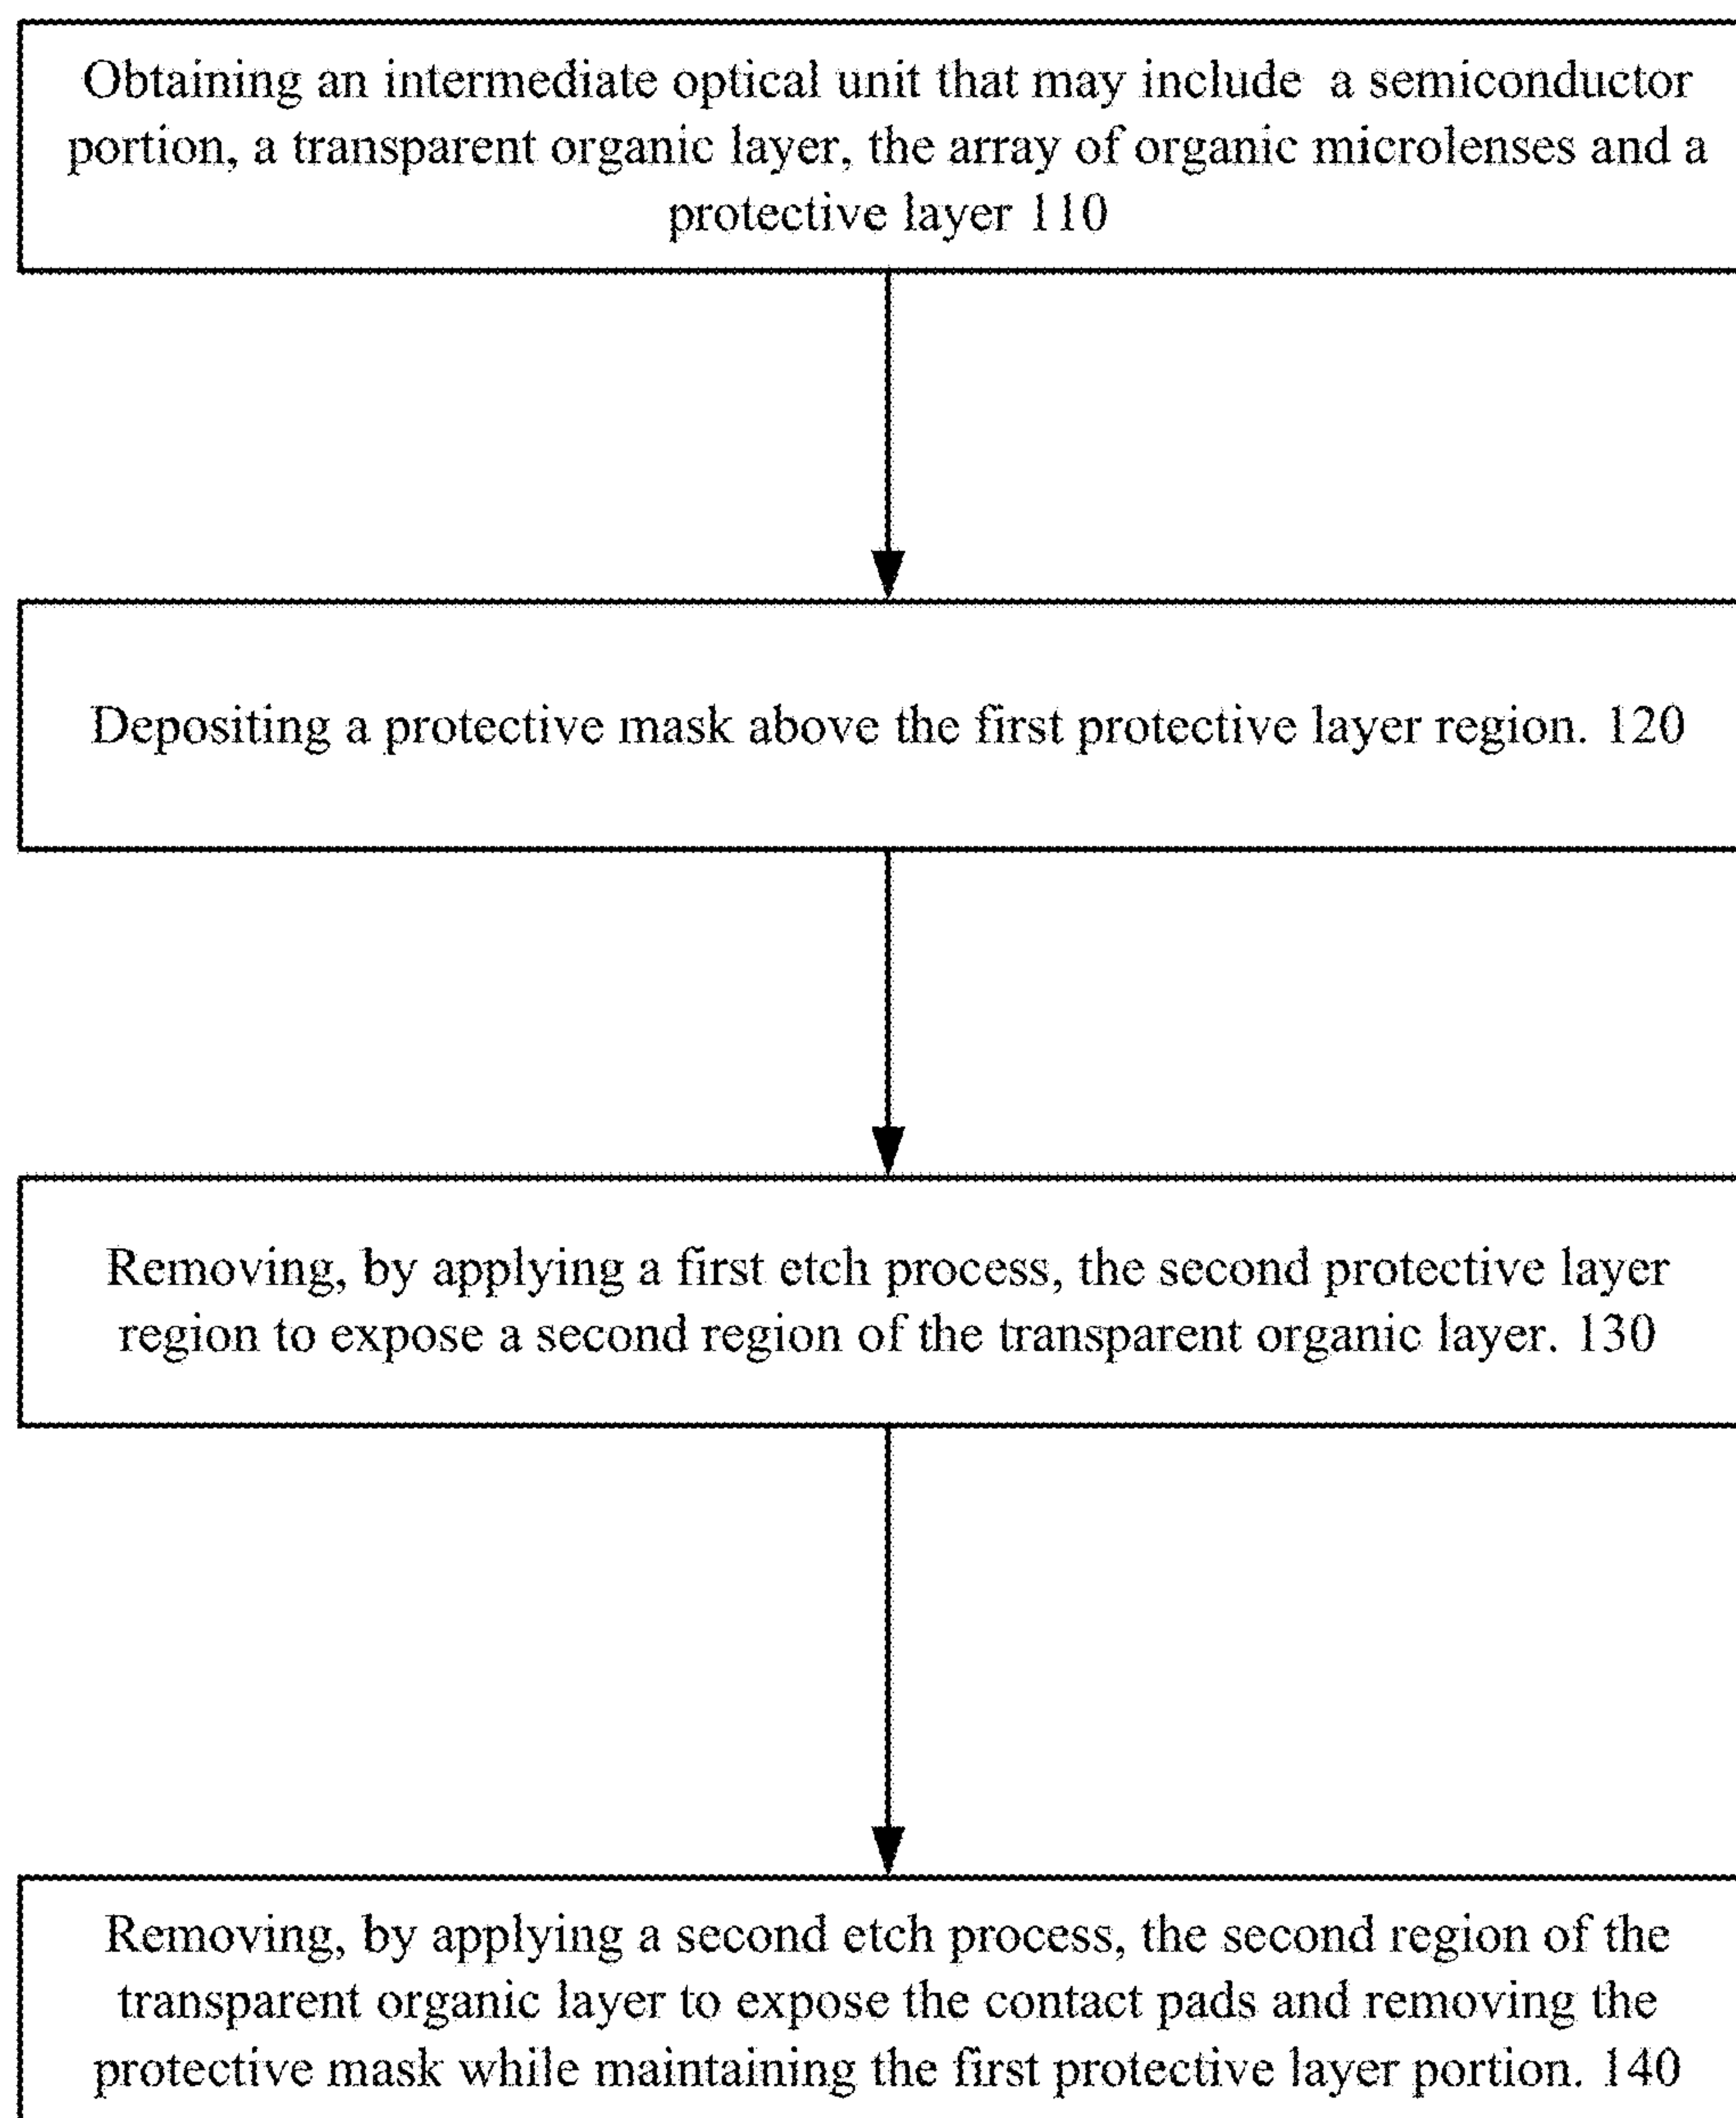 Obtaining an intermediate optical unit that may include a semiconductor
portion, a transparent organic layer, the array of organic microlenses and a
protective layer 110
Depositing a protective mask above the first protective layer region. 120
Removing, by applying a first etch process, the second protective layer
region to expose a second region of the transparent organic layer. 130
Removing, by applying a second etch process, the second region of the
transparent organic layer to expose the contact pads and removing the
protective mask while maintaining the first protective layer portion. 140